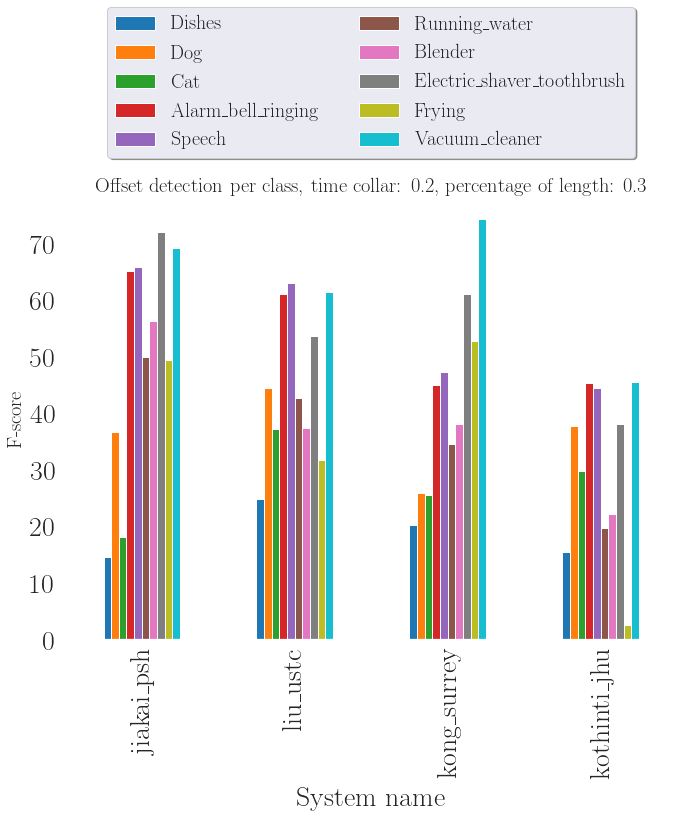 Dishes
Dog
Cat
Alarm_bell_ringing
Speech
Running_water
Blender
Electric_shaver_toothbrush
Frying
Vacuum_cleaner
Offset detection per class, time collar: 0.2, percentage of length: 0.3
70
60
50
40
30
20
10
0
F-score
jiakai_psh
liu_ustc
kong_surrey
kothinti_jhu
System name